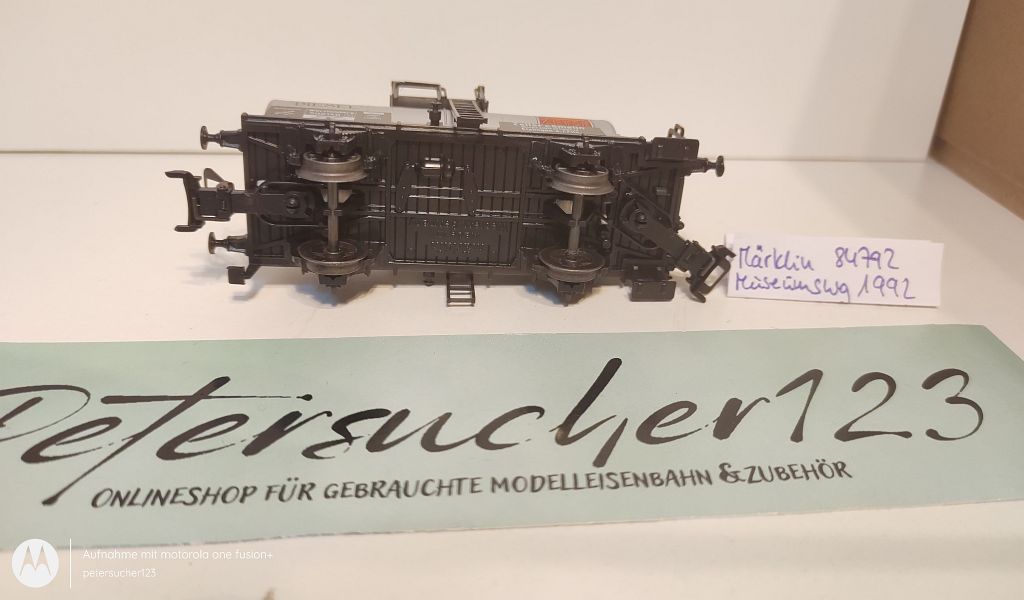 Märklin 84792
Museumswg 1992
Petersucher123
ONLINESHOP FÜR GEBRAUCHTE MODELLEISENBAHN & ZUBEHÖR
Aufnahme mit motorola one fusion+
petersucher123